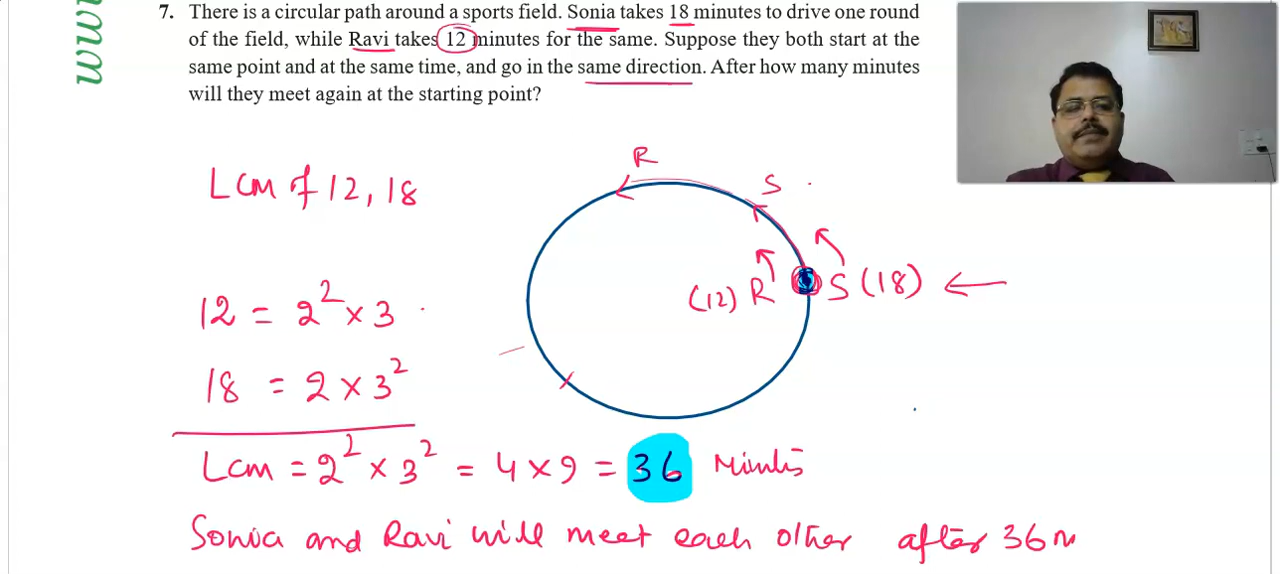 www
7. There is a circular path around a sports field. Sonia takes 18 minutes to drive one round
of the field, while Ravi takes 12 minutes for the same. Suppose they both start at the
same point and at the same time, and go in the same direction. After how many minutes
will they meet again at the starting point?
LCM of 12, 18
R
S
(12) R S (18) ←
12 = 2² × 3
18 = 2 × 3²
LCM = 2² × 3² = 4 × 9 = 36 Minutes
Sonia and Ravi will meet each other after 36 m